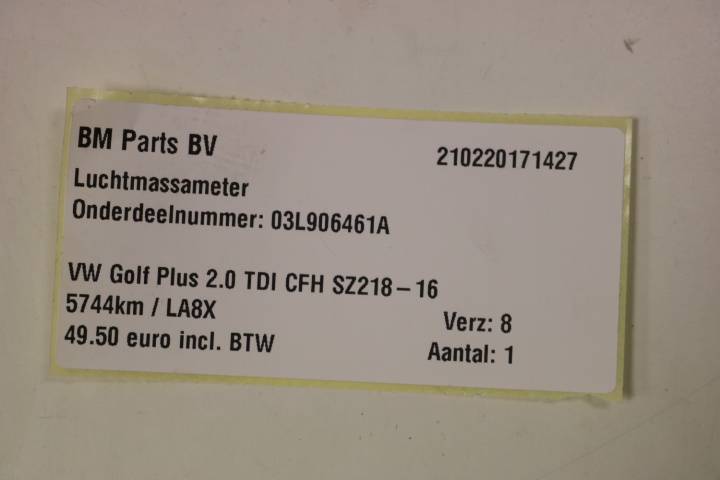 BM Parts BV 210220171427
Luchtmassameter
Onderdeelnummer: 03L906461A
VW Golf Plus 2.0 TDI CFH SZ218-16
5744km / LA8X Verz: 8
49.50 euro incl. BTW Aantal: 1